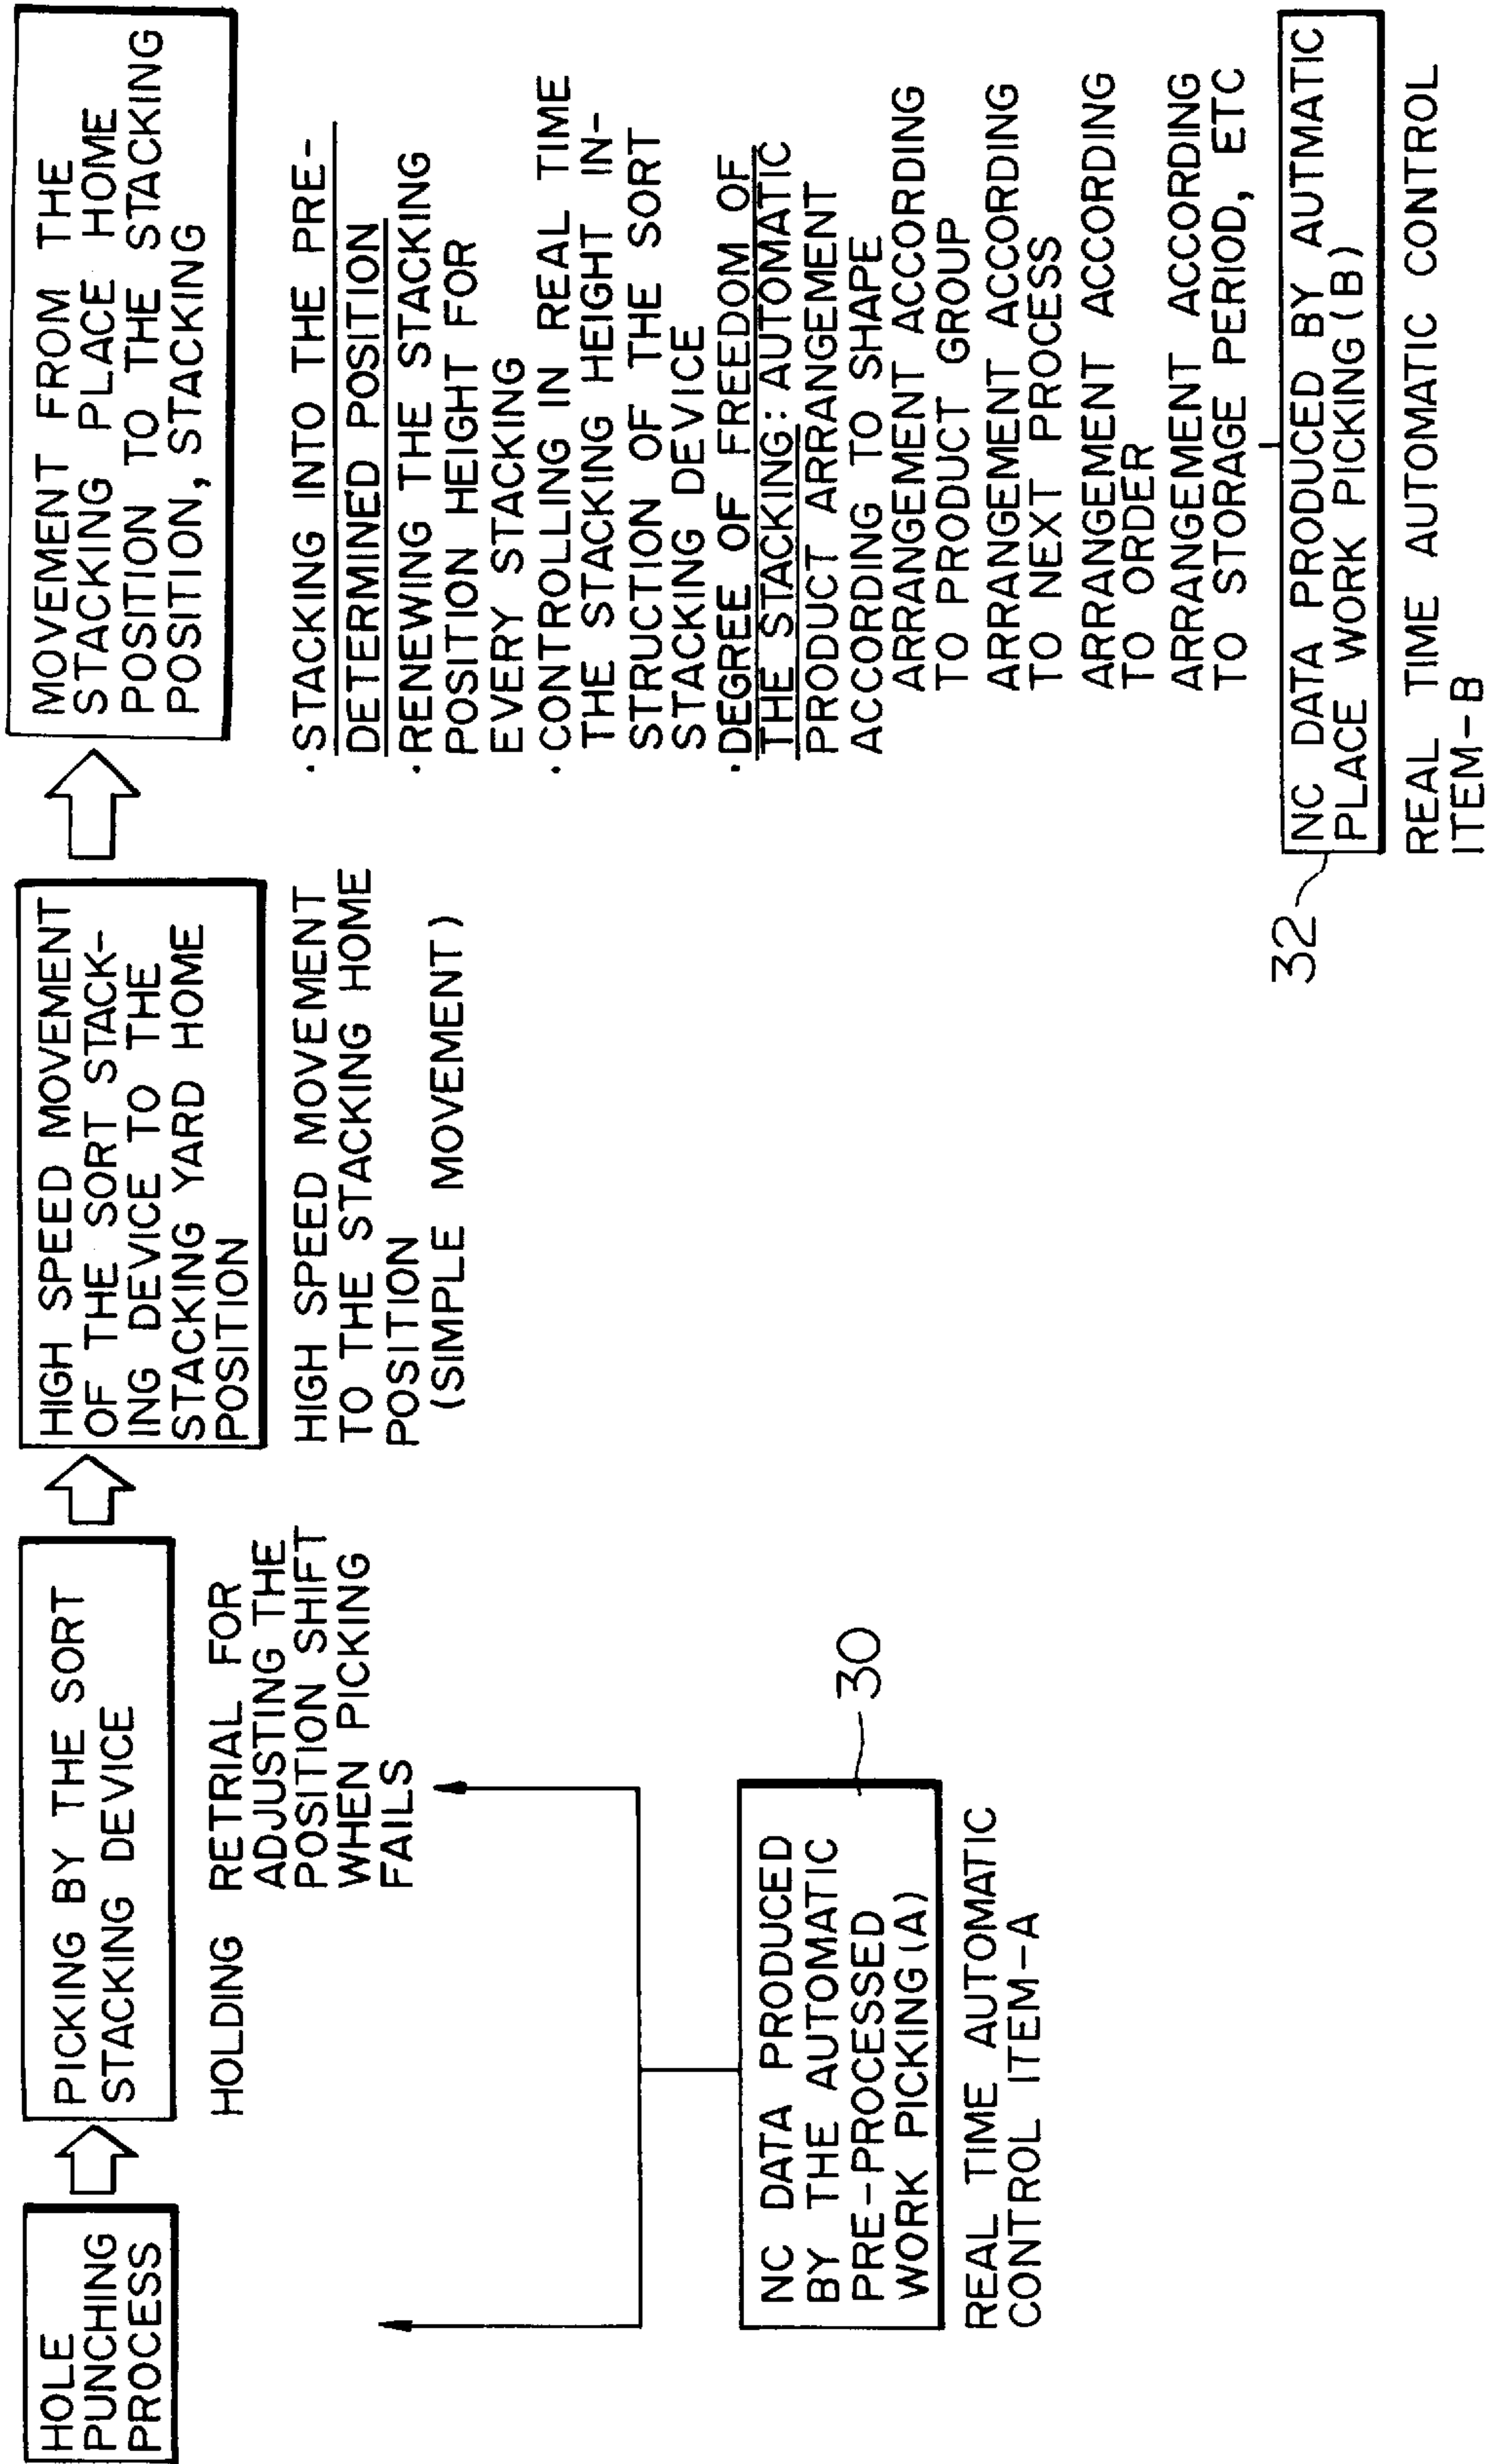 HOLE
PUNCHING
PROCESS
PICKING BY THE SORT
STACKING DEVICE
HOLDING
RETRIAL FOR
ADJUSTING THE
POSITION SHIFT
WHEN PICKING
FAILS
NC DATA PRODUCED
BY THE AUTOMATIC
PRE-PROCESSED
WORK PICKING(A)
30
REAL TIME AUTOMATIC
CONTROL ITEM-A
HIGH SPEED MOVEMENT
OF THE SORT STACK-
ING DEVICE TO THE
STACKING YARD HOME
POSITION
HIGH SPEED MOVEMENT
TO THE STACKING HOME
POSITION
(SIMPLE MOVEMENT)
MOVEMENT FROM THE
STACKING PLACE HOME
POSITION TO THE STACKING
POSITION, STACKING
· STACKING INTO THE PRE-
DETERMINED POSITION
· RENEWING THE STACKING
POSITION HEIGHT FOR
EVERY STACKING
· CONTROLLING IN REAL TIME
THE STACKING HEIGHT IN-
STRUCTION OF THE SORT
STACKING DEVICE
· DEGREE OF FREEDOM OF
THE STACKING: AUTOMATIC
PRODUCT ARRANGEMENT
ACCORDING TO SHAPE
ARRANGEMENT ACCORDING
TO PRODUCT GROUP
ARRANGEMENT ACCORDING
TO NEXT PROCESS
ARRANGEMENT ACCORDING
TO ORDER
ARRANGEMENT ACCORDING
TO STORAGE PERIOD, ETC
32
NC DATA PRODUCED BY AUTMATIC
PLACE WORK PICKING(B)
REAL TIME AUTOMATIC CONTROL
ITEM-B